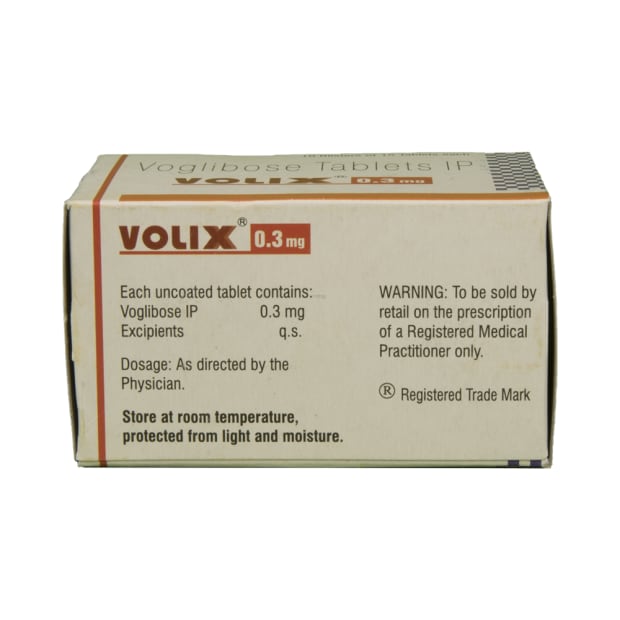 Voglibose Tablets IP
VOLIX 0.3 mg
VOLIX® 0.3 mg
Each uncoated tablet contains:
Voglibose IP 0.3 mg
Excipients q.s.
Dosage: As directed by the
Physician.
Store at room temperature,
protected from light and moisture.
WARNING: To be sold by
retail on the prescription
of a Registered Medical
Practitioner only.
® Registered Trade Mark